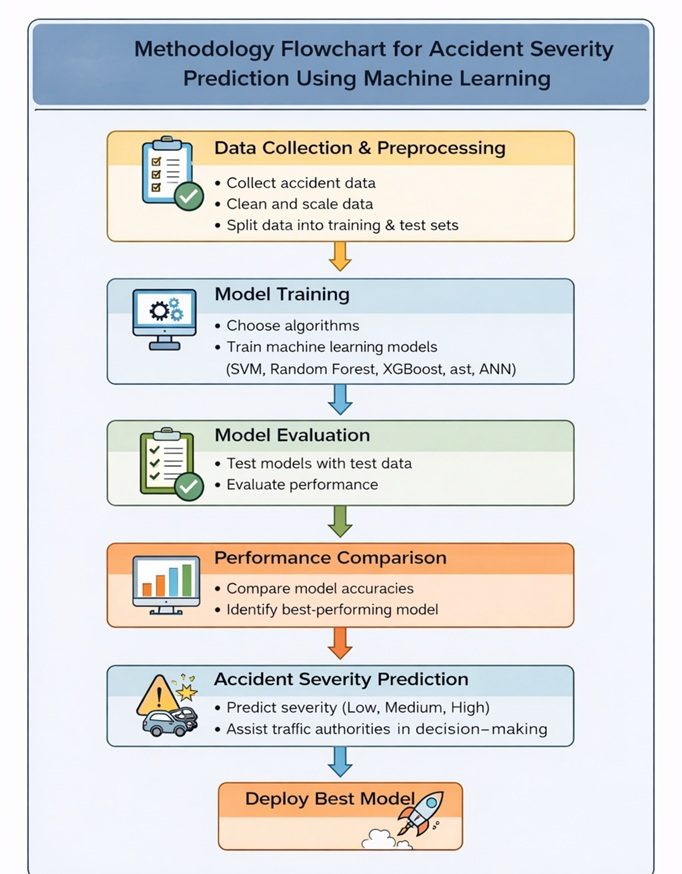 Methodology Flowchart for Accident Severity
Prediction Using Machine Learning
Data Collection & Preprocessing
• Collect accident data
• Clean and scale data
• Split data into training & test sets
Model Training
• Choose algorithms
• Train machine learning models
(SVM, Random Forest, XGBoost, ast, ANN)
Model Evaluation
• Test models with test data
• Evaluate performance
Performance Comparison
• Compare model accuracies
• Identify best-performing model
Accident Severity Prediction
• Predict severity (Low, Medium, High)
• Assist traffic authorities in decision-making
Deploy Best Model